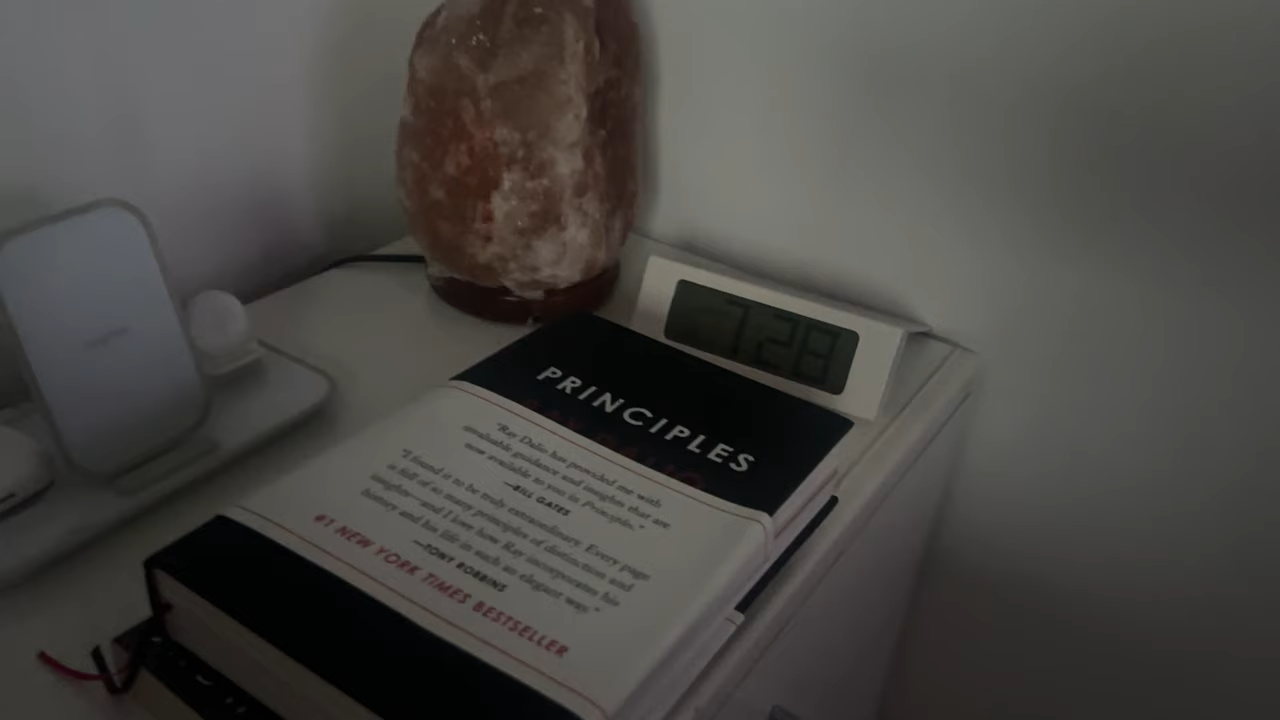 7:28
PRINCIPLES
RAY DALIO
"Ray Dalio has provided me with
invaluable guidance and insights that are
now available to you in Principles."
—BILL GATES
"I found it to be truly extraordinary. Every page
is full of so many principles of distinction and
insights—and I love how Ray incorporates his
history and his life in such an elegant way."
—TONY ROBBINS
#1 NEW YORK TIMES BESTSELLER